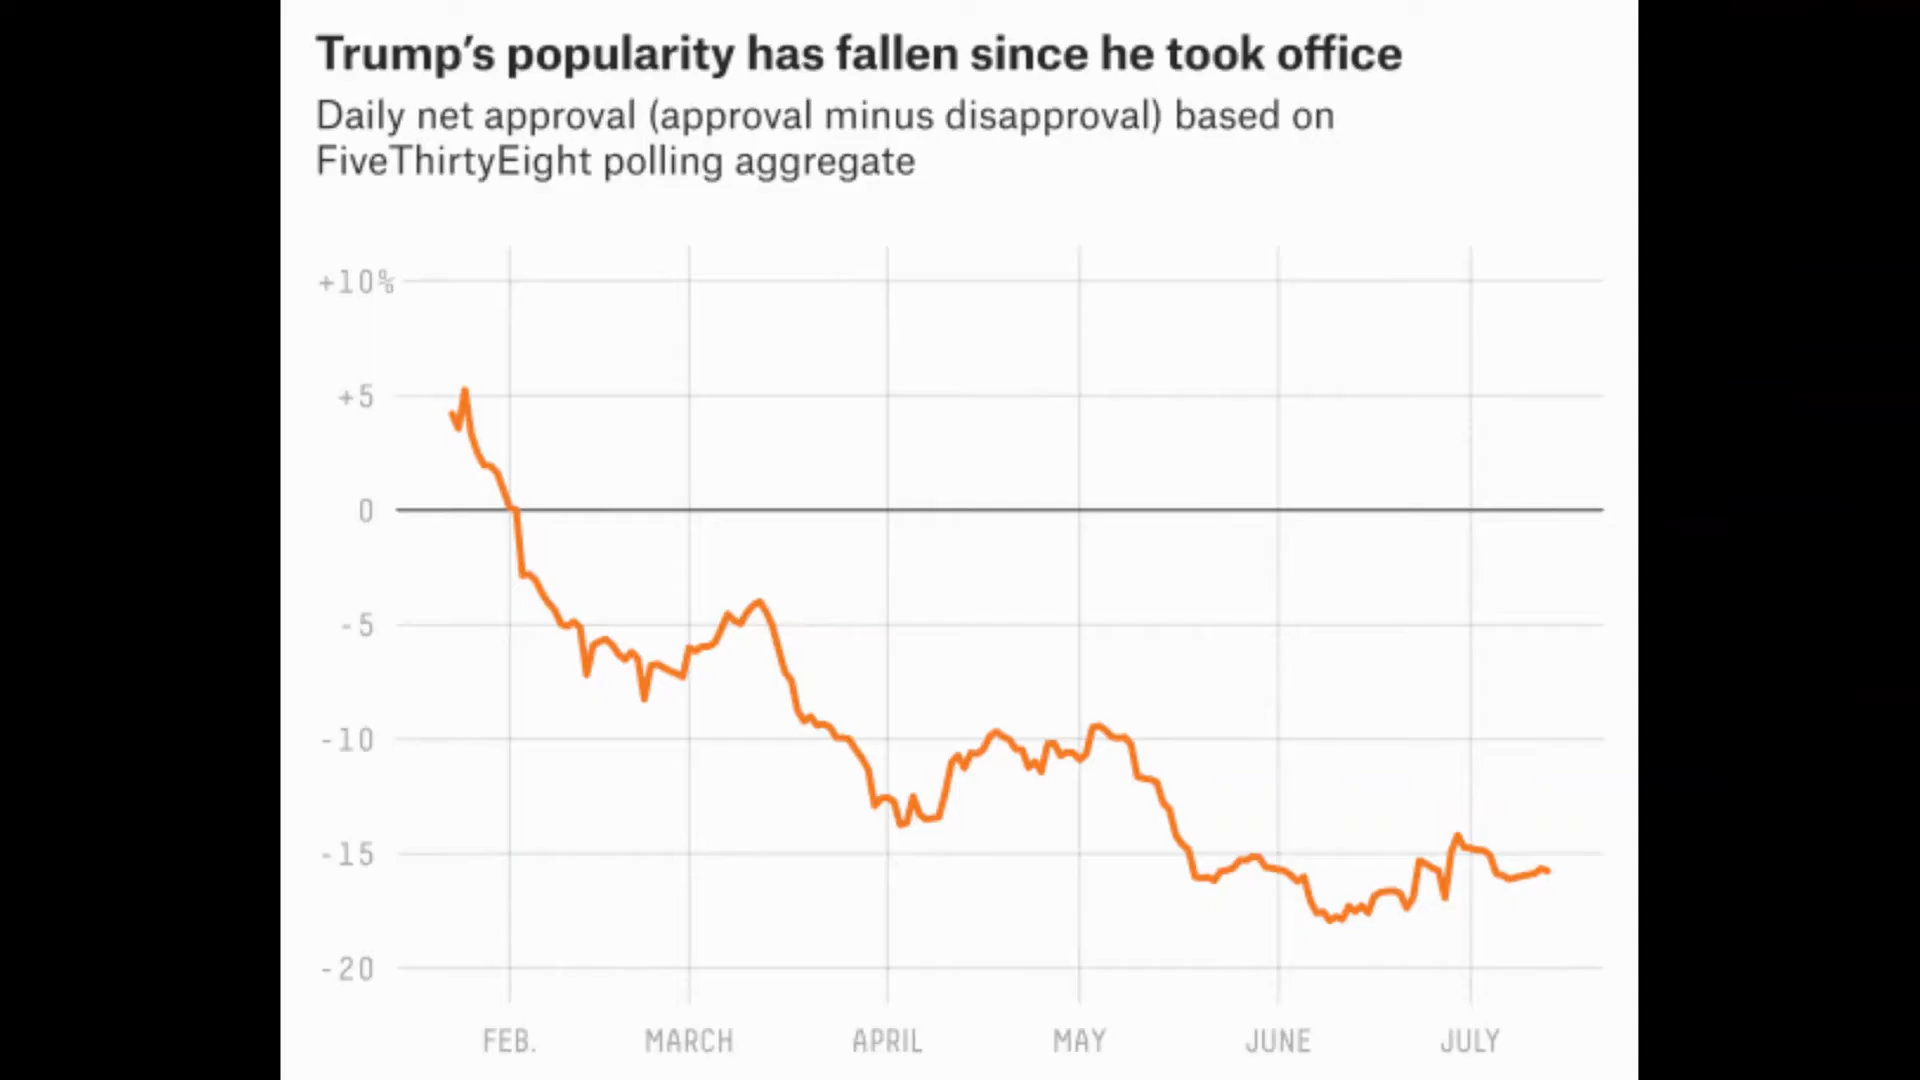 Trump’s popularity has fallen since he took office
Daily net approval (approval minus disapproval) based on
FiveThirtyEight polling aggregate
+10%
+5
0
-5
-10
-15
-20
FEB. MARCH APRIL MAY JUNE JULY